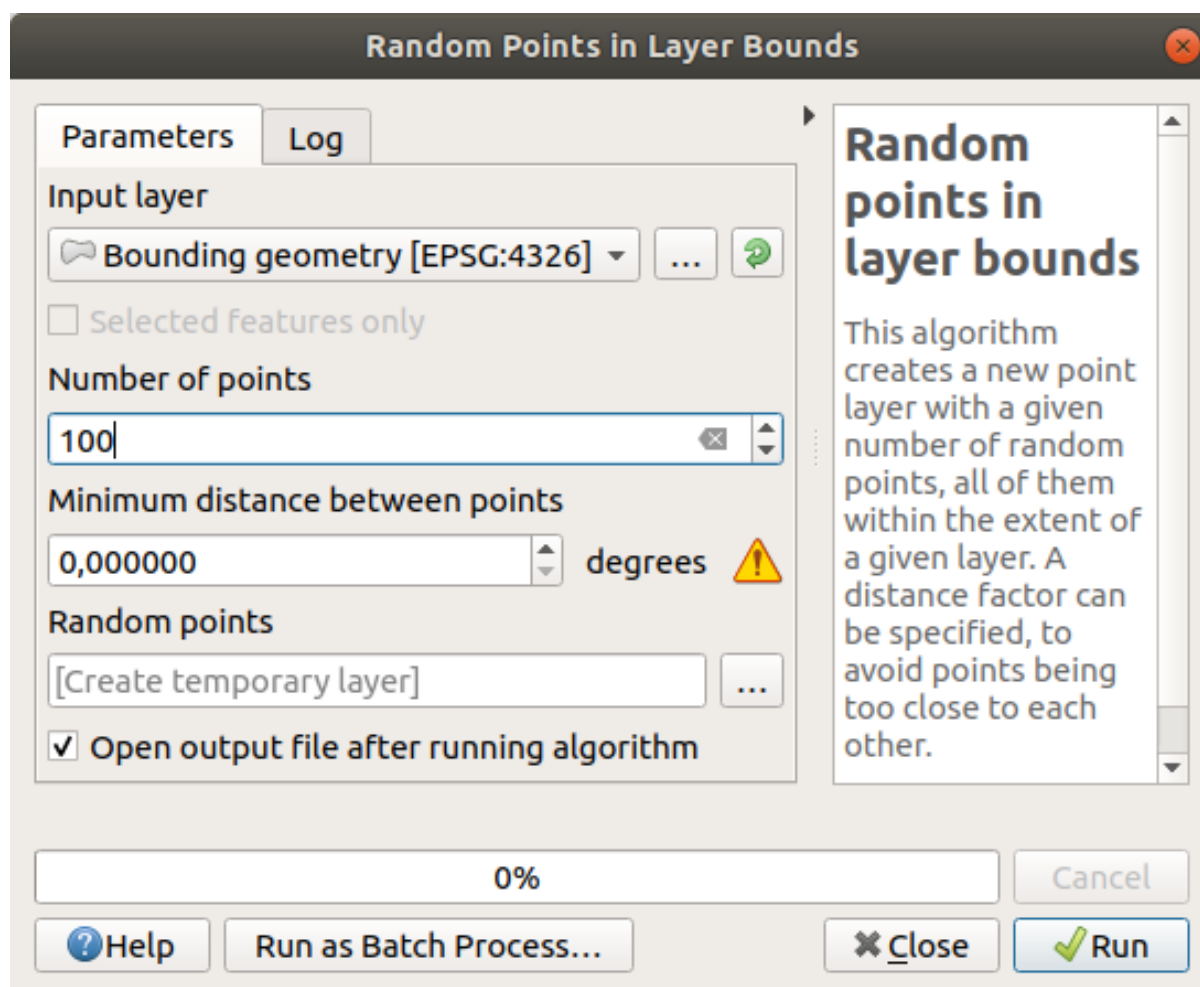 Random Points in Layer Bounds
Parameters
Log
Input layer
Bounding geometry [EPSG:4326]
...
Selected features only
Number of points
100
Minimum distance between points
0,000000
degrees
Random points
[Create temporary layer]
...
Open output file after running algorithm
Random
points in
layer bounds
This algorithm
creates a new point
layer with a given
number of random
points, all of them
within the extent of
a given layer. A
distance factor can
be specified, to
avoid points being
too close to each
other.
0%
Cancel
Help
Run as Batch Process...
Close
Run